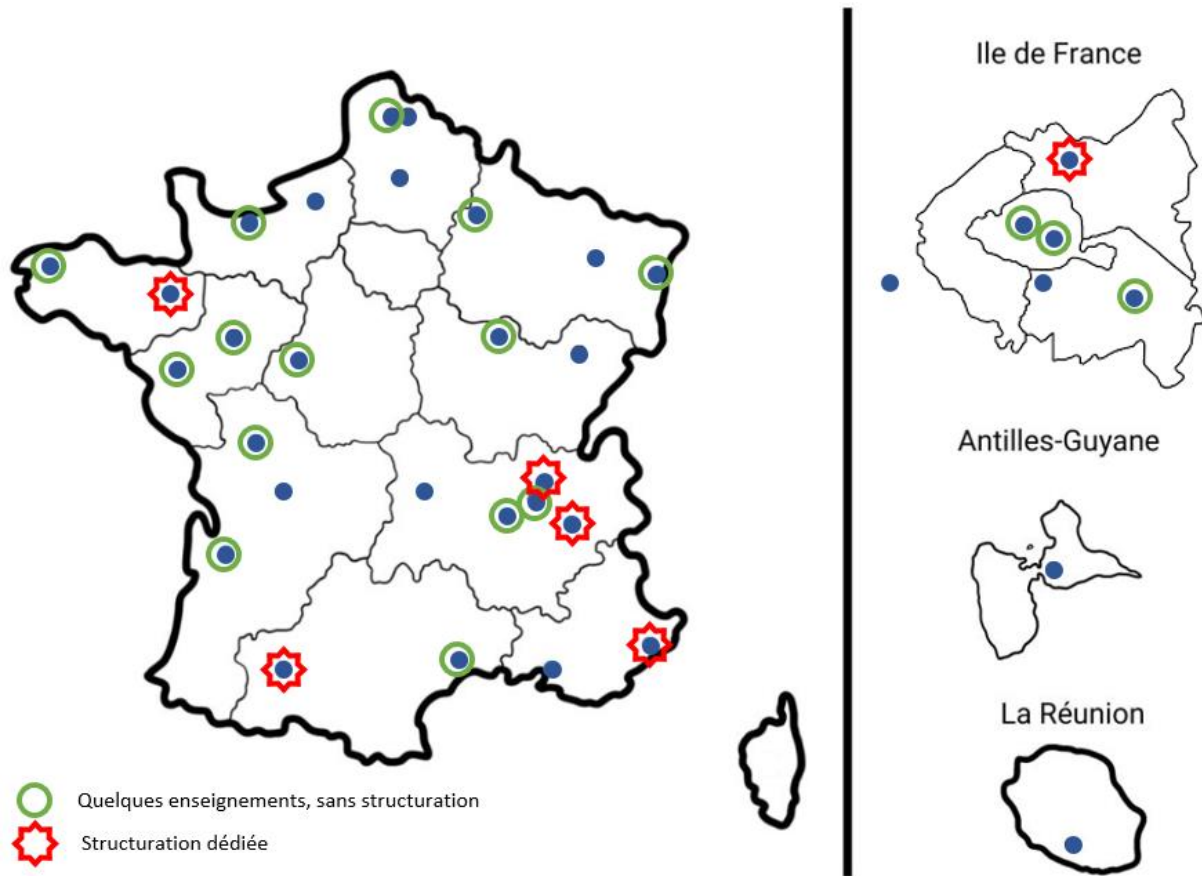 Ile de France
Antilles-Guyane
La Réunion
Quelques enseignements, sans structuration
Structuration dédiée